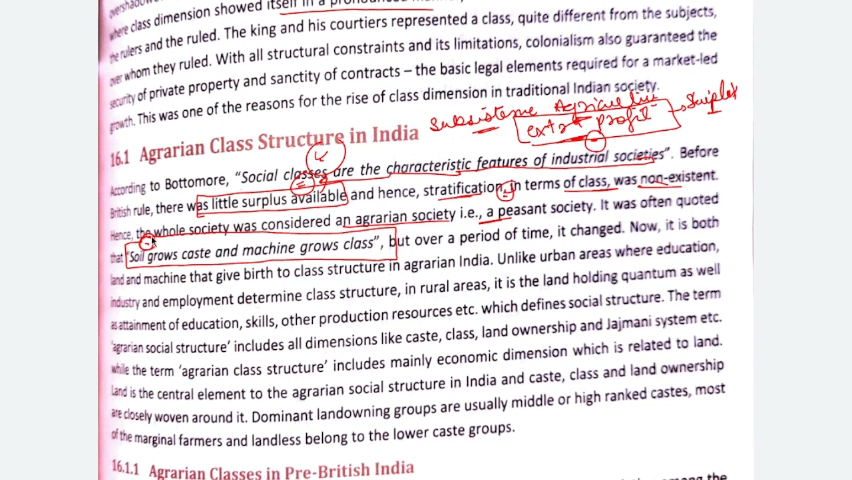 where class dimension showed itself in a
the rulers and the ruled. The king and his courtiers represented a class, quite different from the subjects,
over whom they ruled. With all structural constraints and its limitations, colonialism also guaranteed the
security of private property and sanctity of contracts – the basic legal elements required for a market-led
growth. This was one of the reasons for the rise of class dimension in traditional Indian society.
Subsistence Agriculture
extra profit
16.1 Agrarian Class Structure in India
According to Bottomore, "Social classes are the characteristic features of industrial societies". Before
British rule, there was little surplus available and hence, stratification in terms of class, was non-existent.
Hence, the whole society was considered an agrarian society i.e., a peasant society. It was often quoted
that "Soil grows caste and machine grows class", but over a period of time, it changed. Now, it is both
land and machine that give birth to class structure in agrarian India. Unlike urban areas where education,
industry and employment determine class structure, in rural areas, it is the land holding quantum as well
as attainment of education, skills, other production resources etc. which defines social structure. The term
'agrarian social structure' includes all dimensions like caste, class, land ownership and Jajmani system etc.
while the term 'agrarian class structure' includes mainly economic dimension which is related to land.
Land is the central element to the agrarian social structure in India and caste, class and land ownership
are closely woven around it. Dominant landowning groups are usually middle or high ranked castes, most
of the marginal farmers and landless belong to the lower caste groups.
16.1.1 Agrarian Classes in Pre-British India